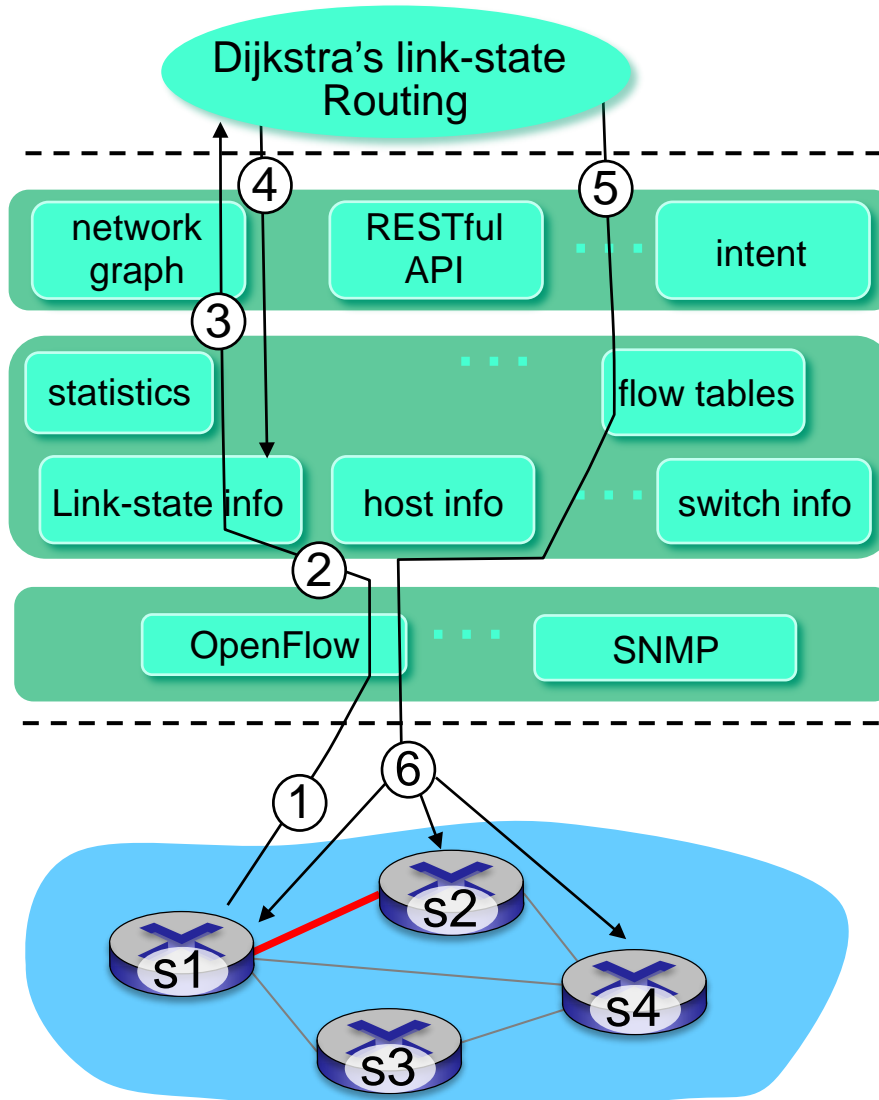 Dijkstra’s link-state
Routing
4
5
network
graph
RESTful
API
intent
3
statistics
flow tables
Link-state info
host info
switch info
2
OpenFlow
SNMP
1
6
s2
s1
s4
s3